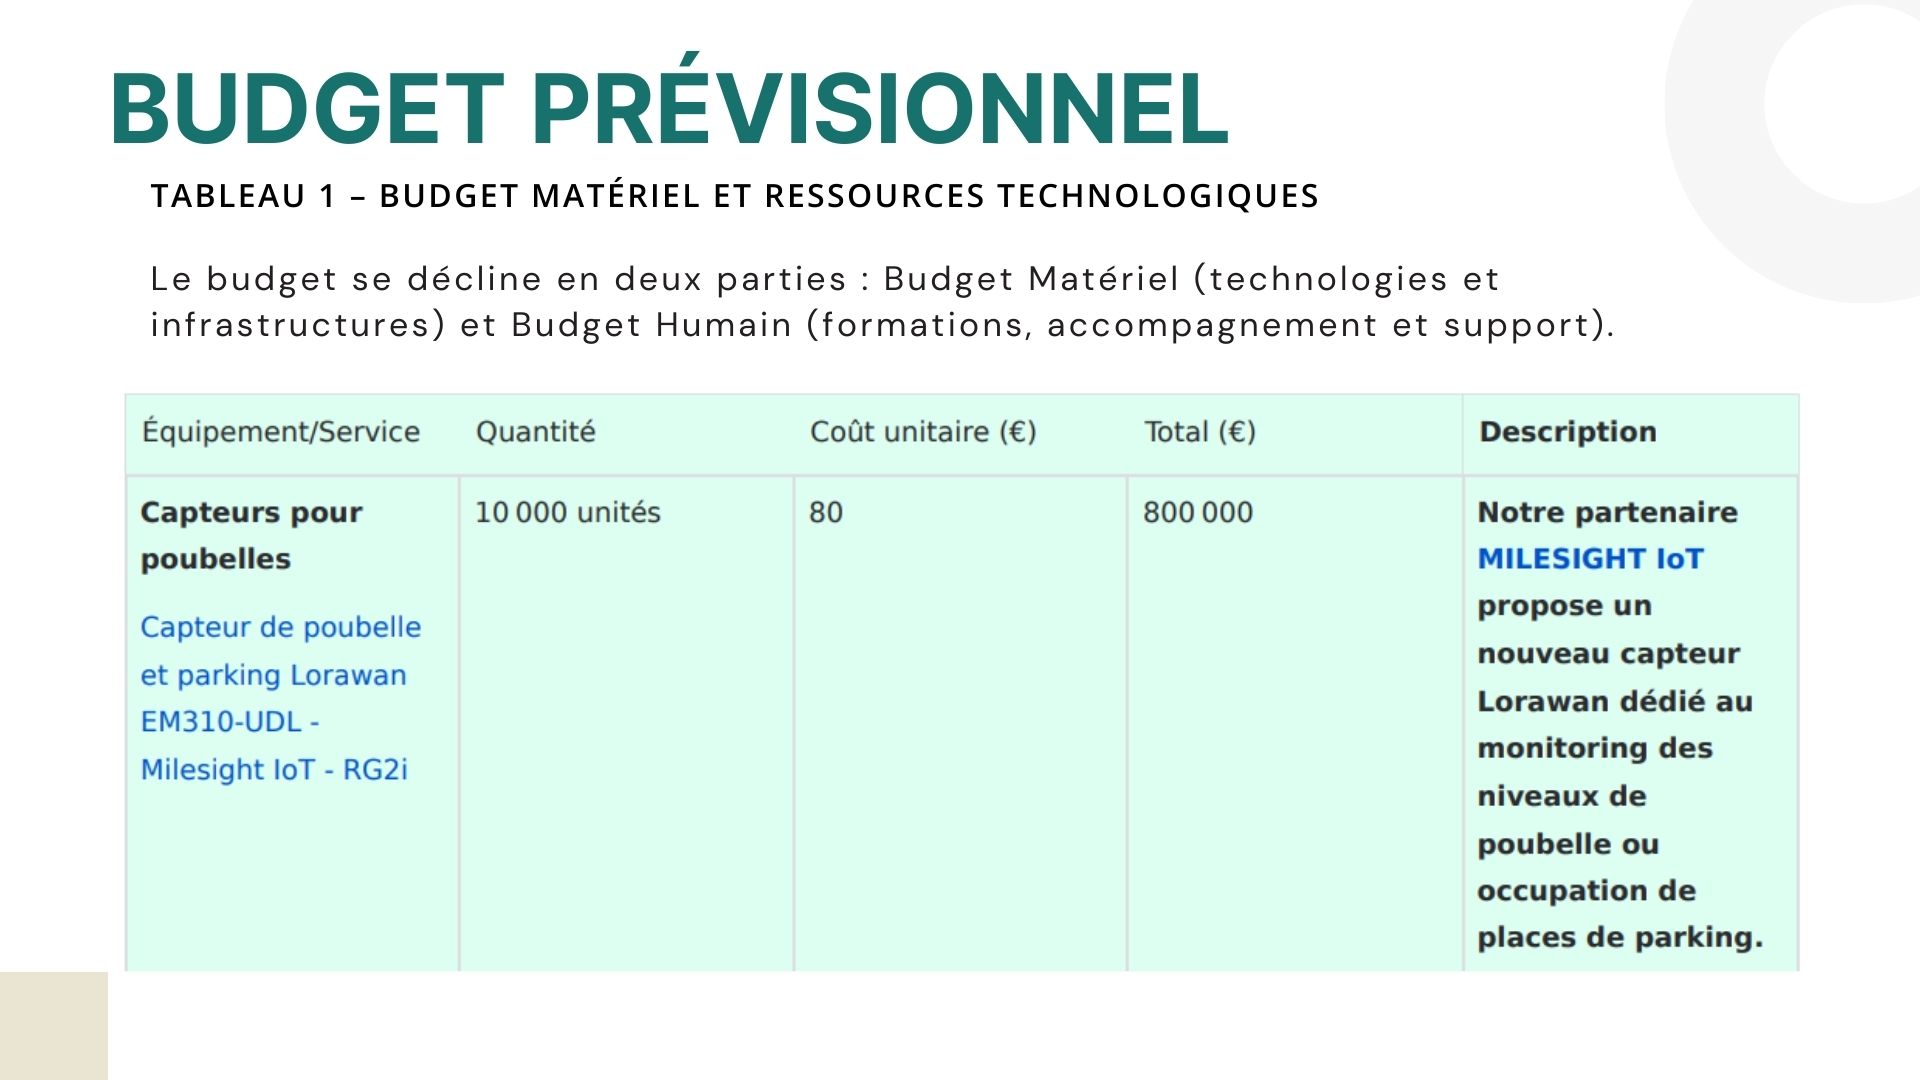 BUDGET PRÉVISIONNEL
TABLEAU 1 – BUDGET MATÉRIEL ET RESSOURCES TECHNOLOGIQUES
Le budget se décline en deux parties : Budget Matériel (technologies et
infrastructures) et Budget Humain (formations, accompagnement et support).
Équipement/Service Quantité Coût unitaire (€) Total (€) Description
Capteurs pour
poubelles
Capteur de poubelle
et parking Lorawan
EM310-UDL -
Milesight IoT - RG2i
10 000 unités
80
800 000
Notre partenaire
MILESIGHT IoT
propose un
nouveau capteur
Lorawan dédié au
monitoring des
niveaux de
poubelle ou
occupation de
places de parking.